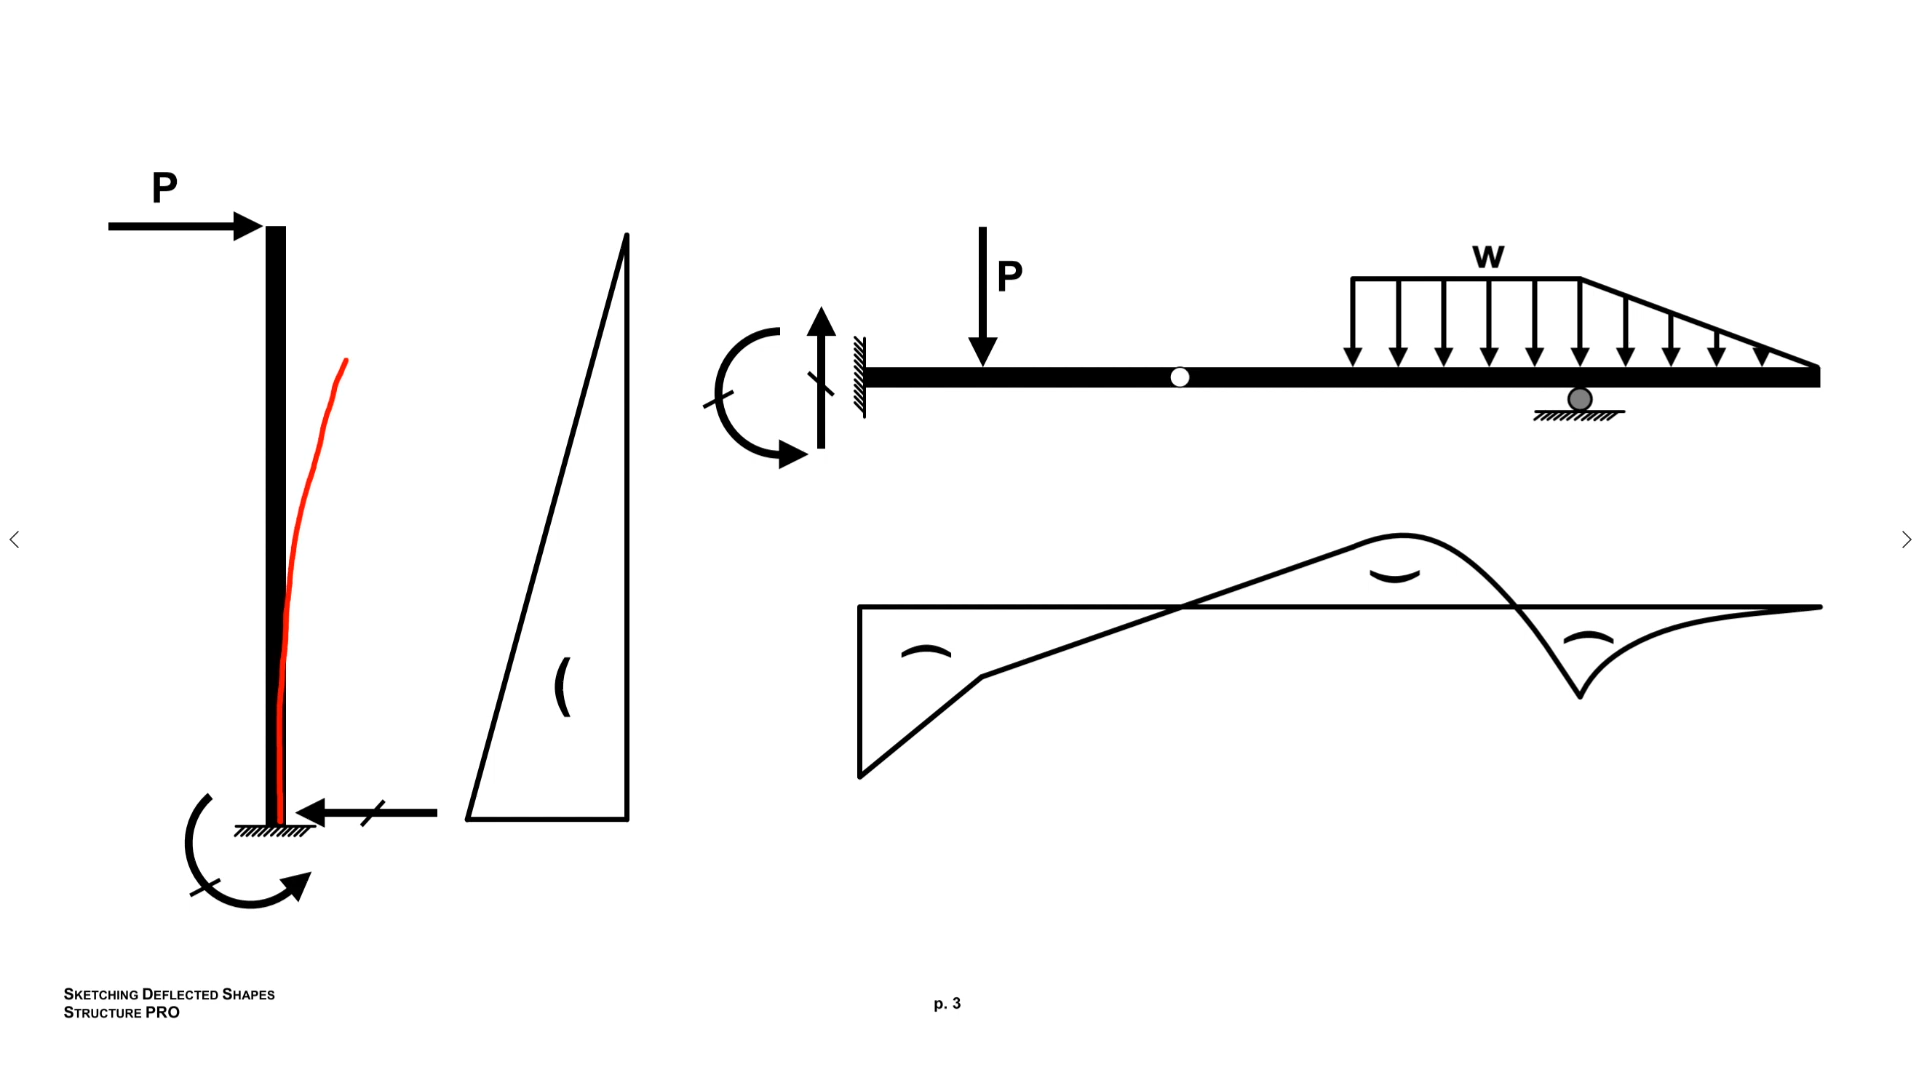 P
P
w
SKETCHING DEFLECTED SHAPES
STRUCTURE PRO
p. 3